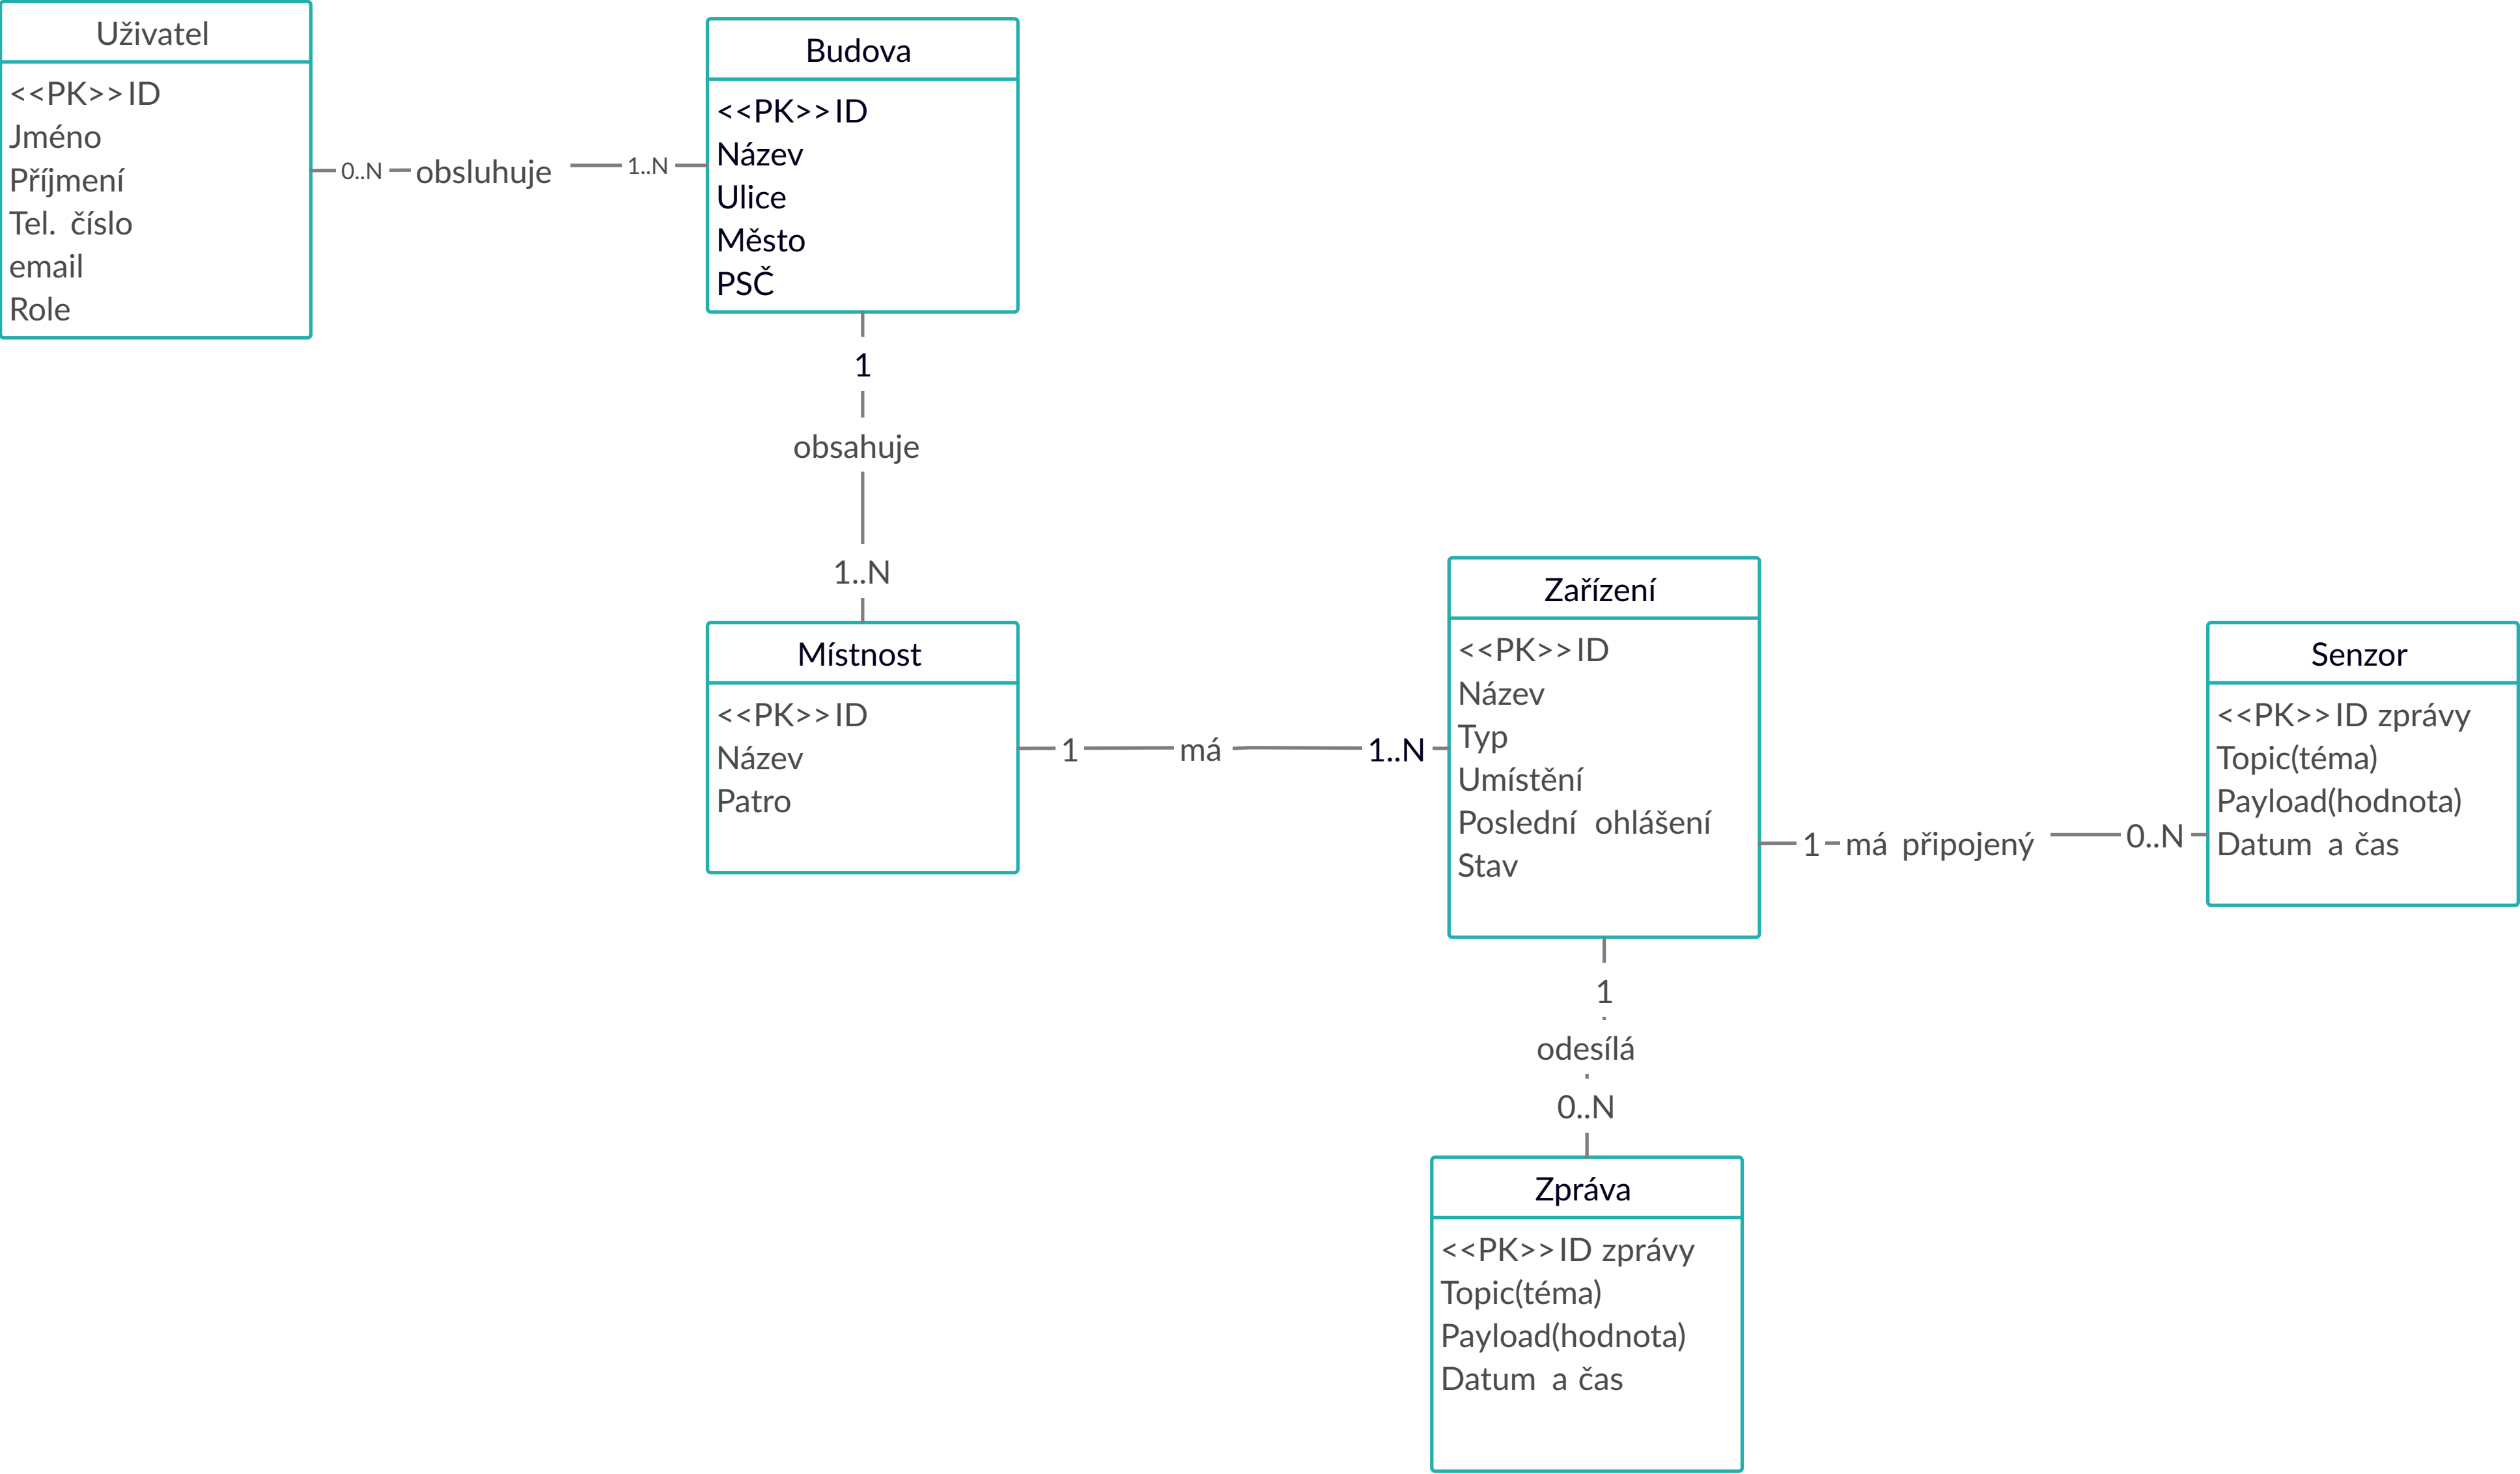 Uživatel
<<PK>>ID
Jméno
Příjmení
Tel. číslo
email
Role
0..N
obsluhuje
1..N
Budova
<<PK>>ID
Název
Ulice
Město
PSČ
1
obsahuje
1..N
Místnost
<<PK>>ID
Název
Patro
1
má
1..N
Zařízení
<<PK>>ID
Název
Typ
Umístění
Poslední ohlášení
Stav
1
má připojený
0..N
Senzor
<<PK>>ID zprávy
Topic(téma)
Payload(hodnota)
Datum a čas
1
odesílá
0..N
Zpráva
<<PK>>ID zprávy
Topic(téma)
Payload(hodnota)
Datum a čas